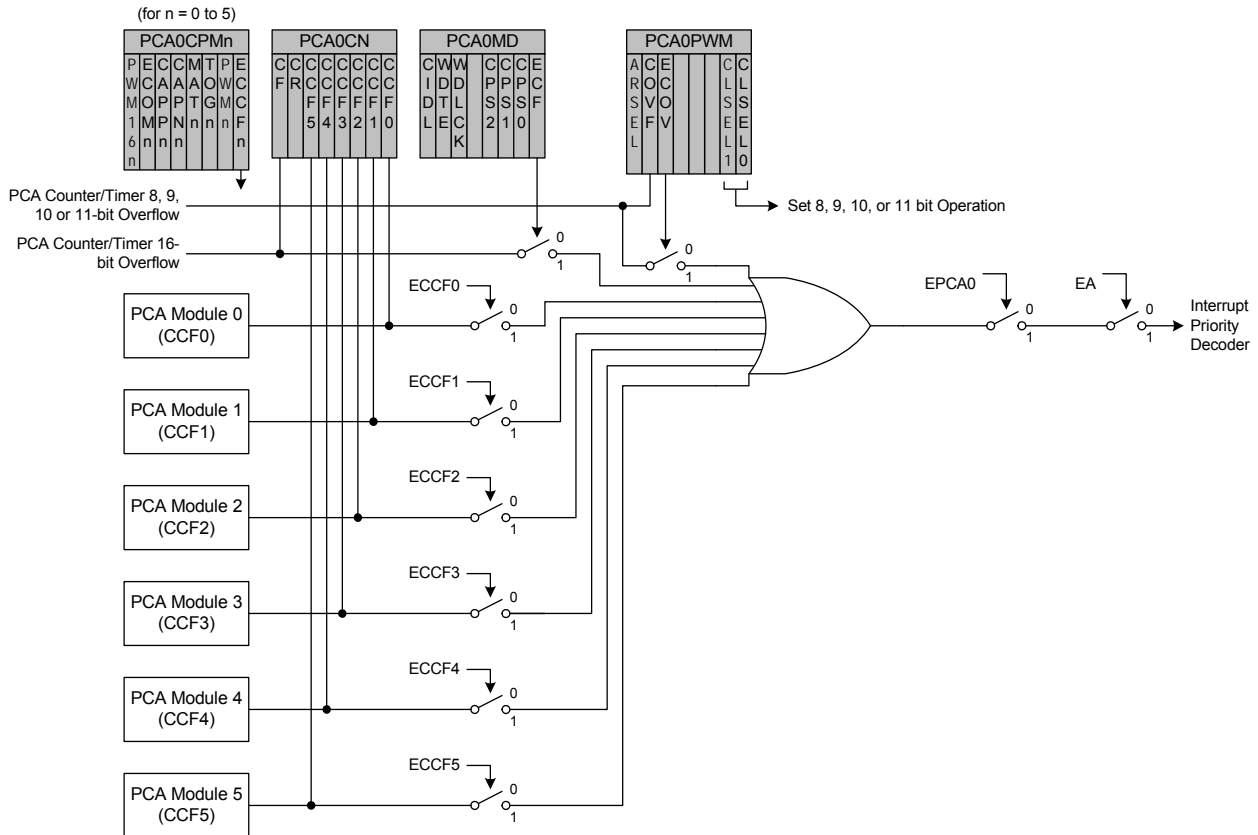 (for n = 0 to 5)
PCA0CPMn
PWM16n
ECOMn
CAPPn
CAPNn
MATn
TOGn
PWMn
ECCFn
PCA0CN
CF
CR
CCF5
CCF4
CCF3
CCF2
CCF1
CCF0
PCA0MD
CIDL
WDTE
WDLCK
CPS2
CPS1
CPS0
ECF
PCA0PWM
ARSEL
COVF
ECOV
CLSEL1
CLSEL0
PCA Counter/Timer 8, 9,
10 or 11-bit Overflow
Set 8, 9, 10, or 11 bit Operation
PCA Counter/Timer 16-
bit Overflow
0
1
0
1
PCA Module 0
(CCF0)
ECCF0
0
1
EPCA0
0
1
EA
0
1
Interrupt
Priority
Decoder
PCA Module 1
(CCF1)
ECCF1
0
1
PCA Module 2
(CCF2)
ECCF2
0
1
PCA Module 3
(CCF3)
ECCF3
0
1
PCA Module 4
(CCF4)
ECCF4
0
1
PCA Module 5
(CCF5)
ECCF5
0
1